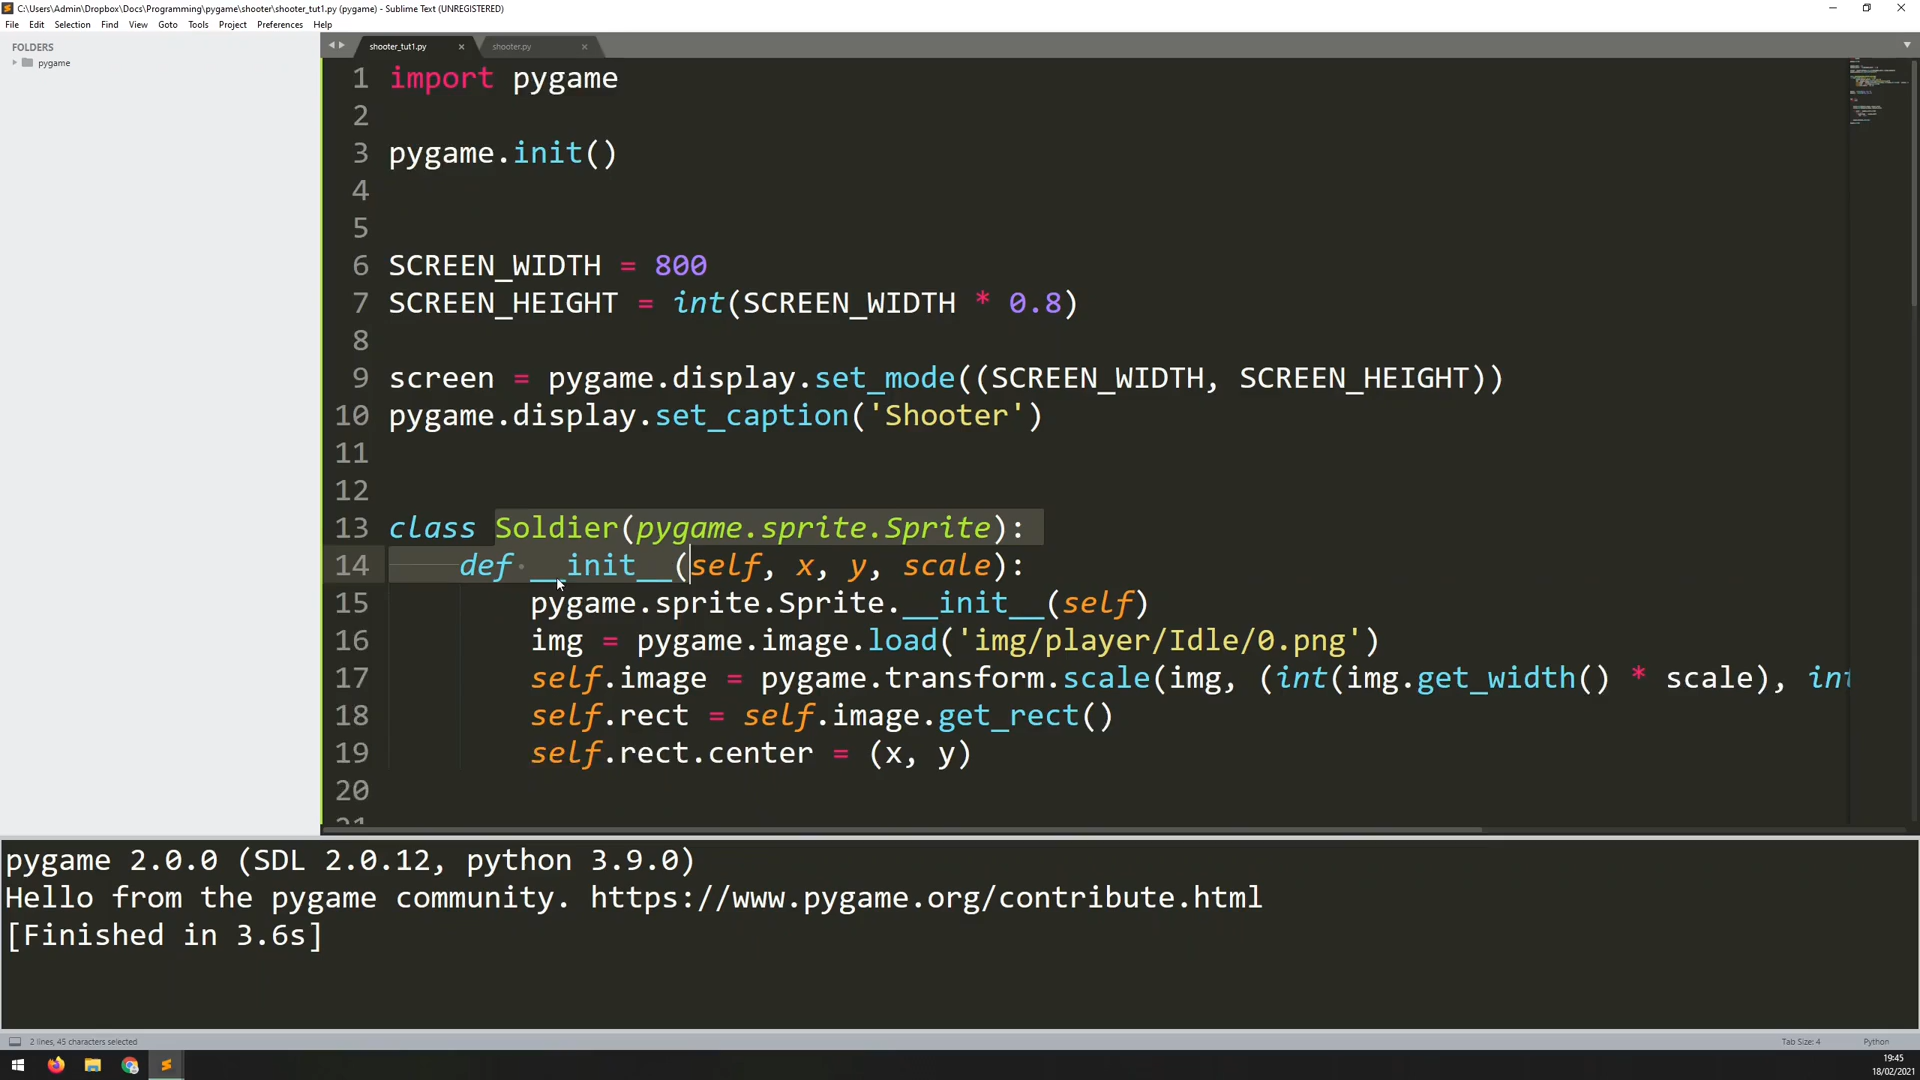 C:\Users\Admin\Dropbox\Docs\Programming\pygame\shooter\shooter_tut1.py (pygame) - Sublime Text (UNREGISTERED)
File Edit Selection Find View Goto Tools Project Preferences Help
FOLDERS
pygame
shooter_tut1.py shooter.py
1 import pygame
2
3 pygame.init()
4
5
6 SCREEN_WIDTH = 800
7 SCREEN_HEIGHT = int(SCREEN_WIDTH * 0.8)
8
9 screen = pygame.display.set_mode((SCREEN_WIDTH, SCREEN_HEIGHT))
10 pygame.display.set_caption('Shooter')
11
12
13 class Soldier(pygame.sprite.Sprite):
14 def __init__(self, x, y, scale):
15 pygame.sprite.Sprite.__init__(self)
16 img = pygame.image.load('img/player/Idle/0.png')
17 self.image = pygame.transform.scale(img, (int(img.get_width() * scale), int
18 self.rect = self.image.get_rect()
19 self.rect.center = (x, y)
20
21
pygame 2.0.0 (SDL 2.0.12, python 3.9.0)
Hello from the pygame community. https://www.pygame.org/contribute.html
[Finished in 3.6s]
2 lines, 45 characters selected
Tab Size: 4 Python
19:45
18/02/2021